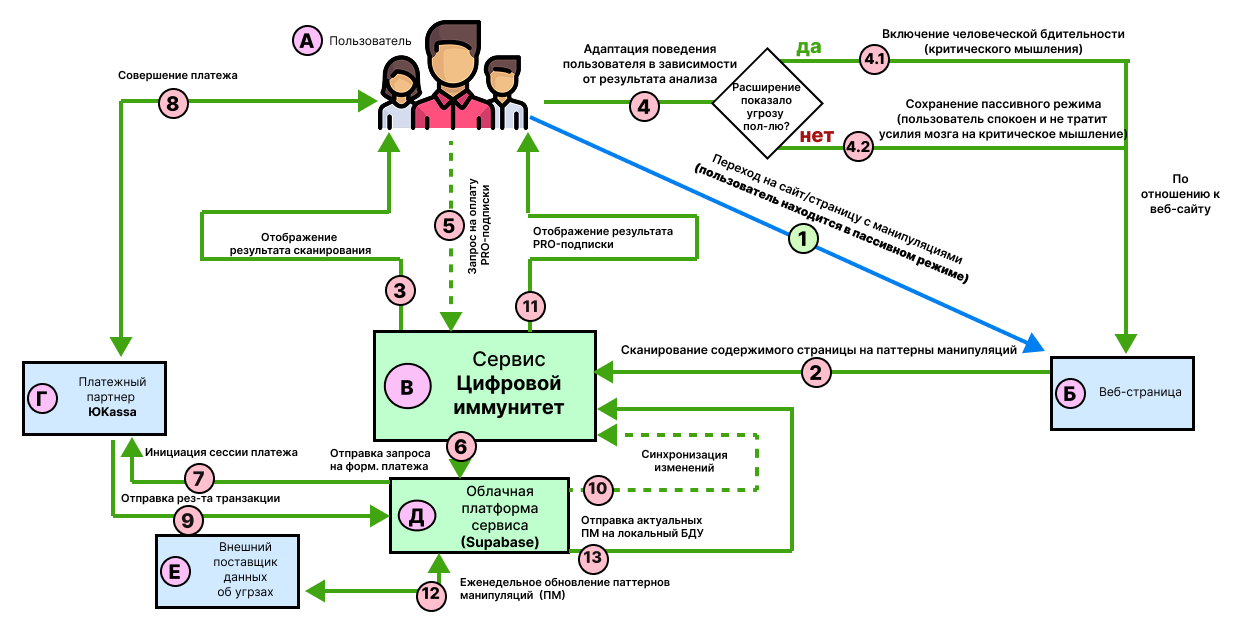 А
Пользователь
Совершение платежа
8
Адаптация поведения
пользователя в зависимости
от результата анализа
4
Расширение
показало
угрозу
пол-лю?
да
Включение человеческой бдительности
(критического мышления)
4.1
Сохранение пассивного режима
(пользователь спокоен и не тратит
усилия мозга на критическое мышление)
нет
4.2
По
отношению к
веб-сайту
Переход на сайт/страницу с манипуляциями
(пользователь находится в пассивном режиме)
1
5
Запрос на оплату
PRO-подписки
Отображение
результата сканирования
3
Отображение результата
PRO-подписки
11
Сканирование содержимого страницы на паттерны манипуляций
2
В
Сервис
Цифровой
иммунитет
Г
Платежный
партнер
ЮКassa
Б
Веб-страница
6
Отправка запроса
на форм. платежа
Инициация сессии платежа
7
Синхронизация
изменений
10
Отправка рез-та транзакции
9
Д
Облачная
платформа
сервиса
(Supabase)
Отправка актуальных
ПМ на локальный БДУ
13
Е
Внешний
поставщик
данных
об угрзах
12
Еженедельное обновление паттернов
манипуляций (ПМ)